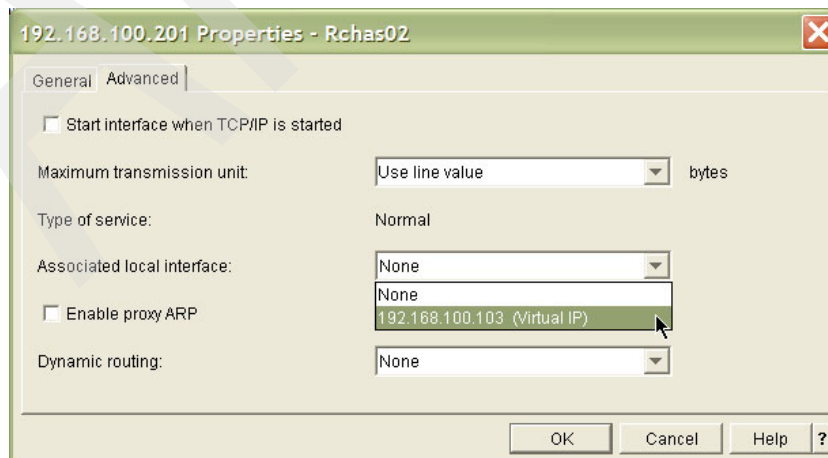 192.168.100.201 Properties - Rchas02
General Advanced
Start interface when TCP/IP is started
Maximum transmission unit: Use line value bytes
Type of service: Normal
Associated local interface: None
None
Enable proxy ARP 192.168.100.103 (Virtual IP)
Dynamic routing: None
OK Cancel Help ?